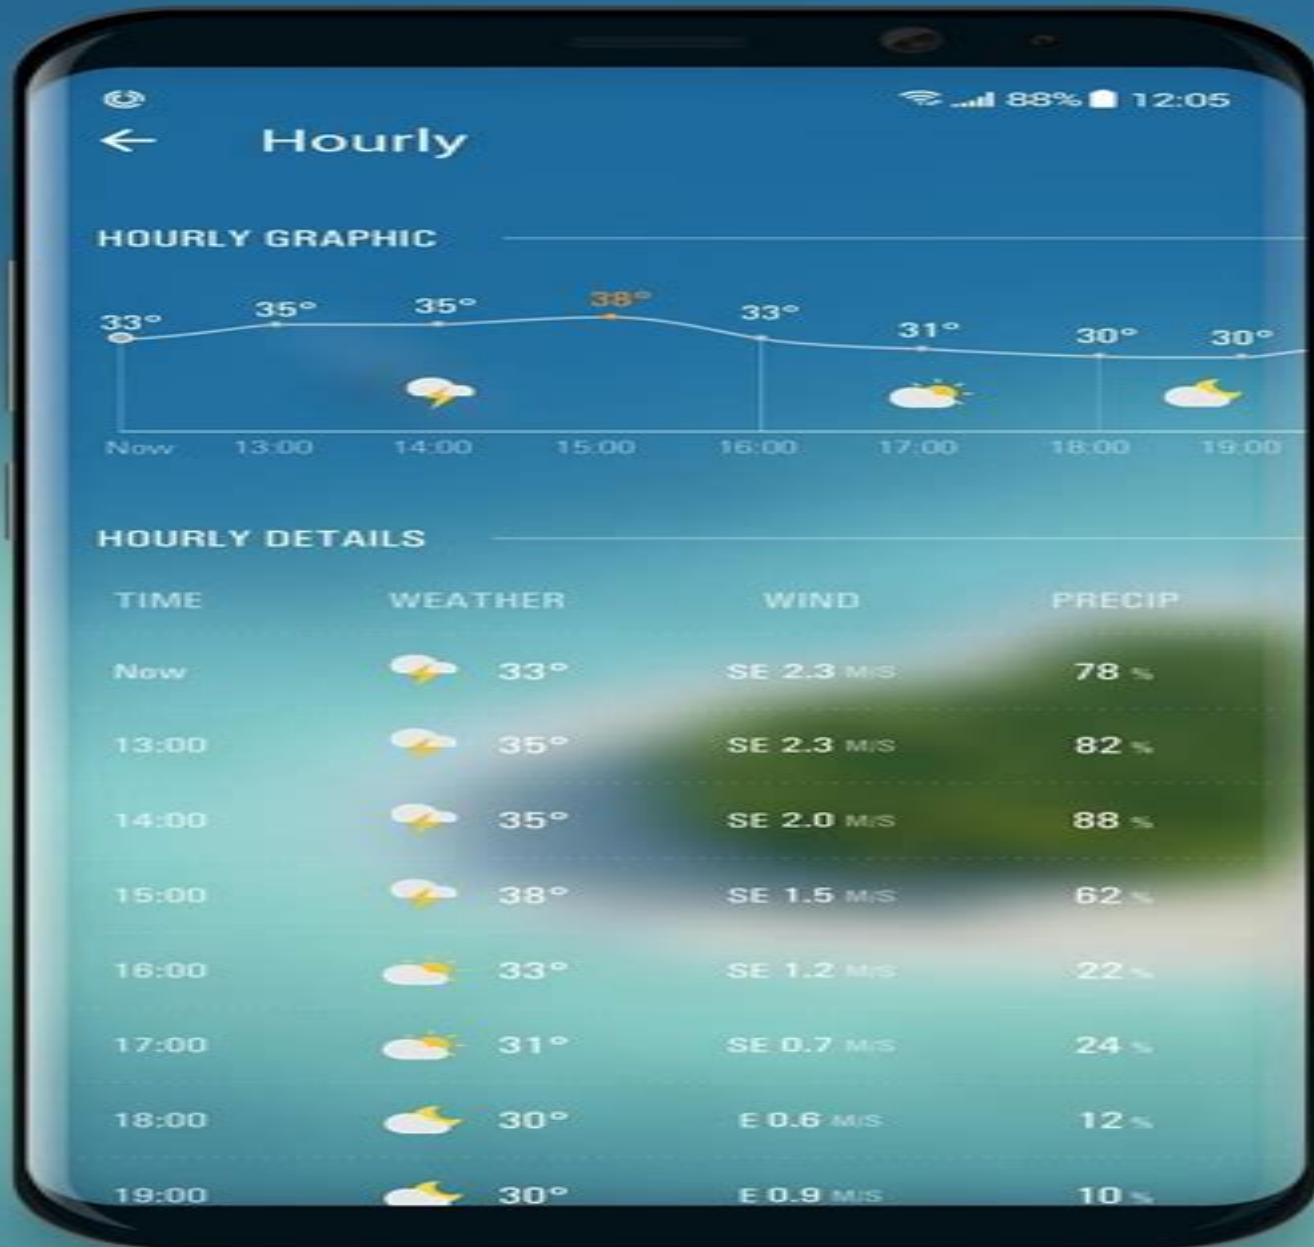 88% 12:05
Hourly
HOURLY GRAPHIC
33° 35° 35° 38° 33° 31° 30° 30°
Now 13:00 14:00 15:00 16:00 17:00 18:00 19:00
HOURLY DETAILS
TIME WEATHER WIND PRECIP
Now 33° SE 2.3 M/S 78 %
13:00 35° SE 2.3 M/S 82 %
14:00 35° SE 2.0 M/S 88 %
15:00 38° SE 1.5 M/S 62 %
16:00 33° SE 1.2 M/S 22 %
17:00 31° SE 0.7 M/S 24 %
18:00 30° E 0.6 M/S 12 %
19:00 30° E 0.9 M/S 10 %